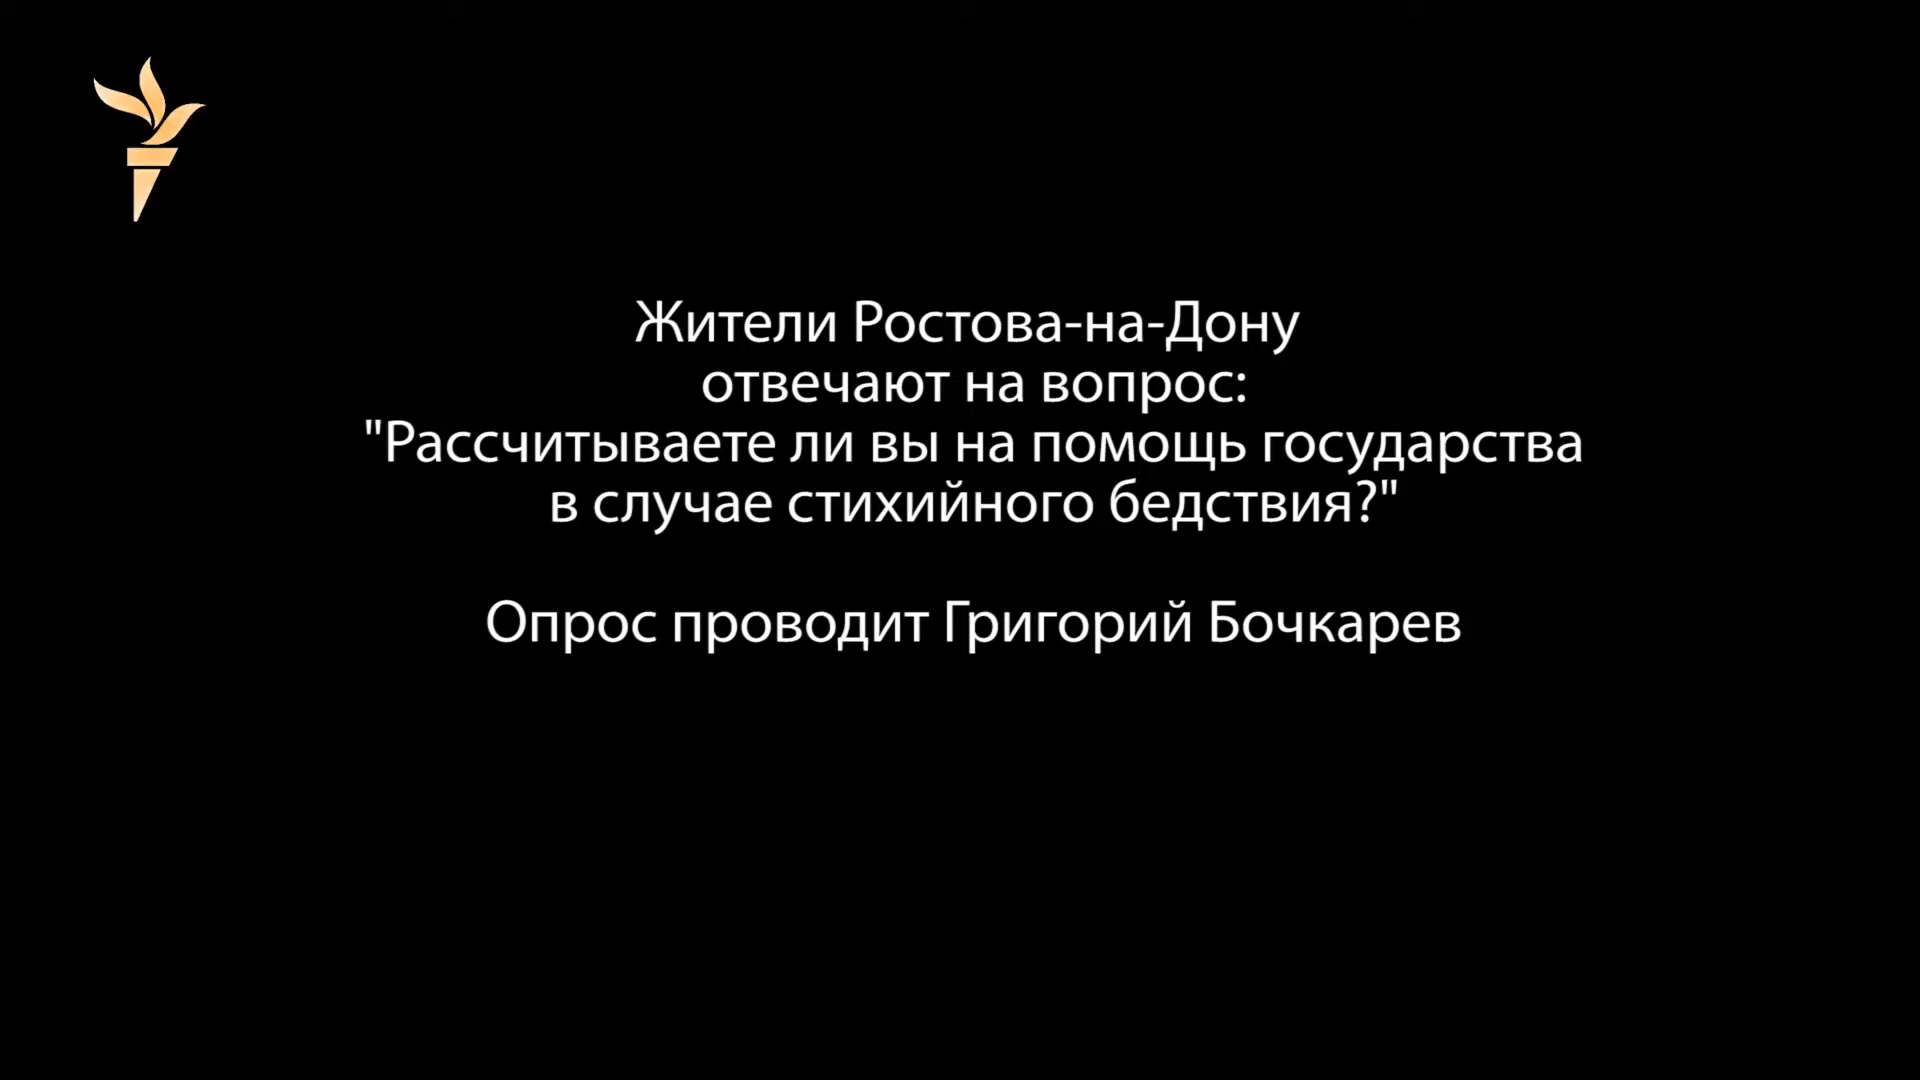 Жители Ростова-на-Дону
отвечают на вопрос:
"Рассчитываете ли вы на помощь государства
в случае стихийного бедствия?"
Опрос проводит Григорий Бочкарев